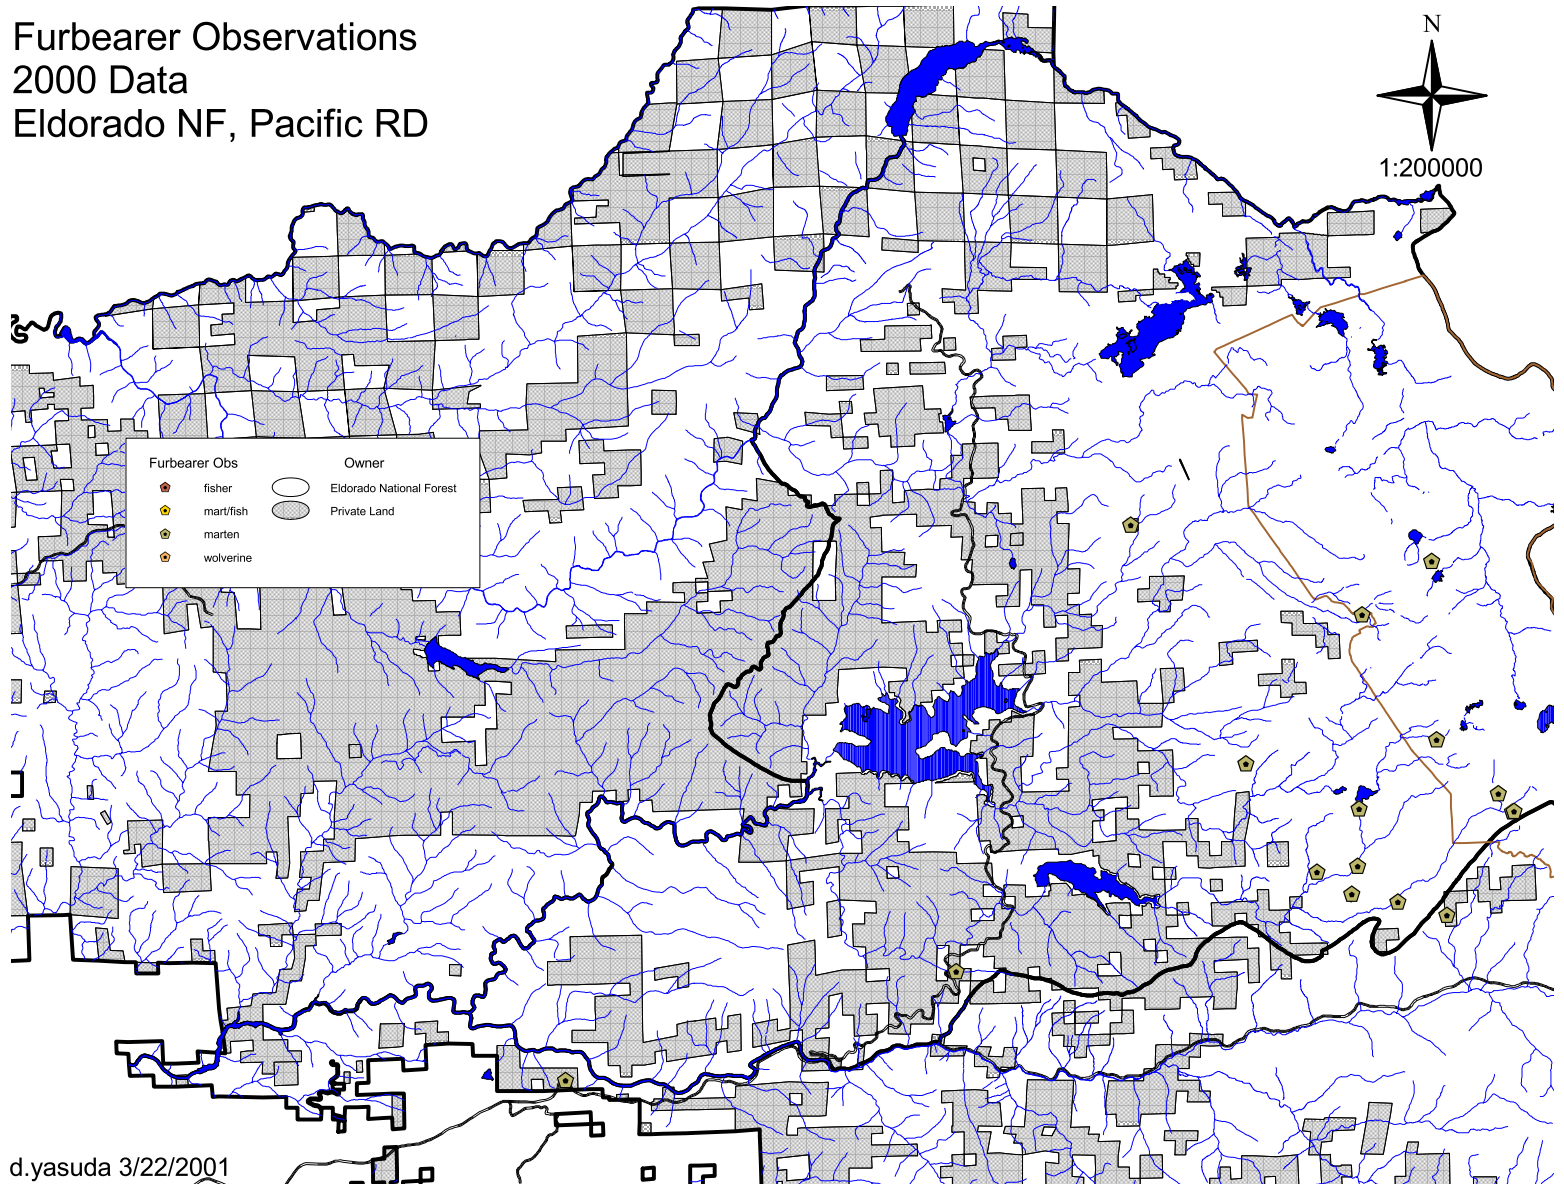 Furbearer Observations
2000 Data
Eldorado NF, Pacific RD
N
1:200000
Furbearer Obs
fisher
mart/fish
marten
wolverine
Owner
Eldorado National Forest
Private Land
d.yasuda 3/22/2001